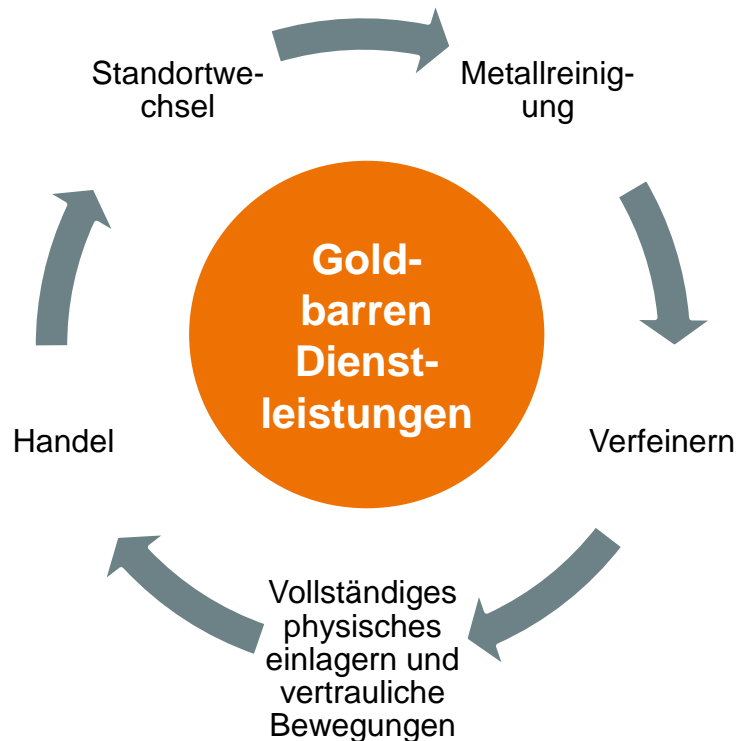 Standortwe-
chsel
Metallreinig-
ung
Gold-
barren
Dienst-
leistungen
Handel
Verfeinern
Vollständiges
physisches
einlagern und
vertrauliche
Bewegungen